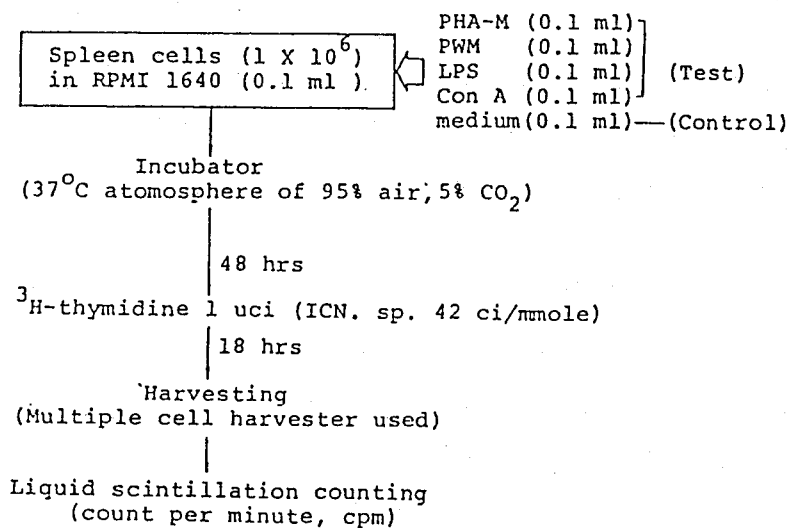 PHA-M (0.1 ml)
PWM (0.1 ml)
LPS (0.1 ml)
Con A (0.1 ml)
(Test)
medium (0.1 ml) — (Control)
Spleen cells (1 X 10⁶)
in RPMI 1640 (0.1 ml )
Incubator
(37°C atomosphere of 95% air, 5% CO₂)
48 hrs
³H-thymidine 1 uci (ICN. sp. 42 ci/mmole)
18 hrs
Harvesting
(Multiple cell harvester used)
Liquid scintillation counting
(count per minute, cpm)